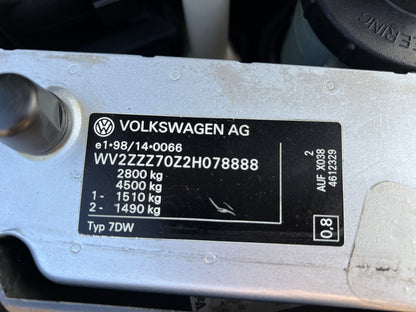 LERING
VOLKSWAGEN AG
e1*98/14*0066
WV2ZZZ70Z2H078888
2800 kg
4500 kg
1- 1510 kg
2- 1490 kg
Typ 7DW
2
AUF X038
4612329
0,8